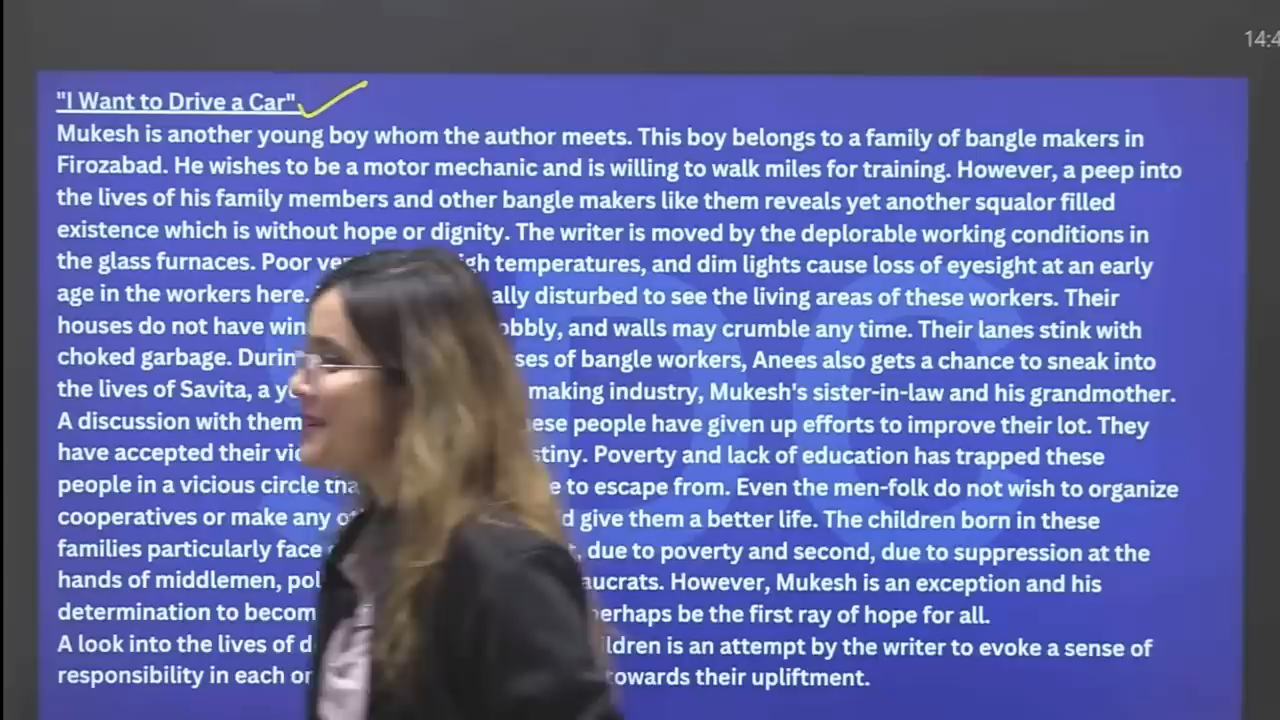 14:4
"I Want to Drive a Car"
Mukesh is another young boy whom the author meets. This boy belongs to a family of bangle makers in
Firozabad. He wishes to be a motor mechanic and is willing to walk miles for training. However, a peep into
the lives of his family members and other bangle makers like them reveals yet another squalor filled
existence which is without hope or dignity. The writer is moved by the deplorable working conditions in
the glass furnaces. Poor temperatures, and dim lights cause loss of eyesight at an early
age in the workers here. disturbed to see the living areas of these workers. Their
houses do not have and walls may crumble any time. Their lanes stink with
choked garbage. of bangle workers, Anees also gets a chance to sneak into
the lives of Savita, a making industry, Mukesh's sister-in-law and his grandmother.
A discussion with them people have given up efforts to improve their lot. They
have accepted their Poverty and lack of education has trapped these
people in a vicious circle to escape from. Even the men-folk do not wish to organize
cooperatives or make any give them a better life. The children born in these
families particularly face due to poverty and second, due to suppression at the
hands of middlemen, However, Mukesh is an exception and his
determination to be the first ray of hope for all.
A look into the lives of is an attempt by the writer to evoke a sense of
responsibility in each towards their upliftment.